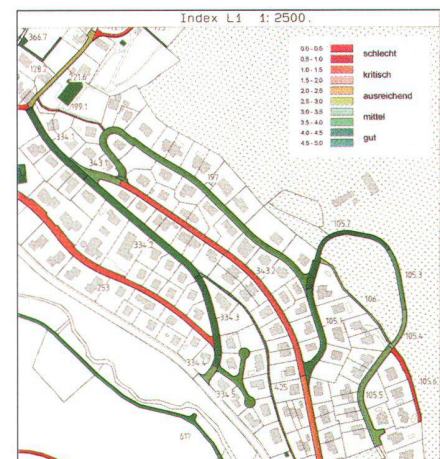 Index L1 1:2500.
366.7
128.2
221.6
199.1
334.1
343.1
197
334.2
343.2
253
334.3
105.7
105.3
106
105.1
105.4
105.6
105.5
425
334.5
617
0.0 - 0.5
0.5 - 1.0 schlecht
1.0 - 1.5
1.5 - 2.0 kritisch
2.0 - 2.5
2.5 - 3.0 ausreichend
3.0 - 3.5
3.5 - 4.0 mittel
4.0 - 4.5
4.5 - 5.0 gut